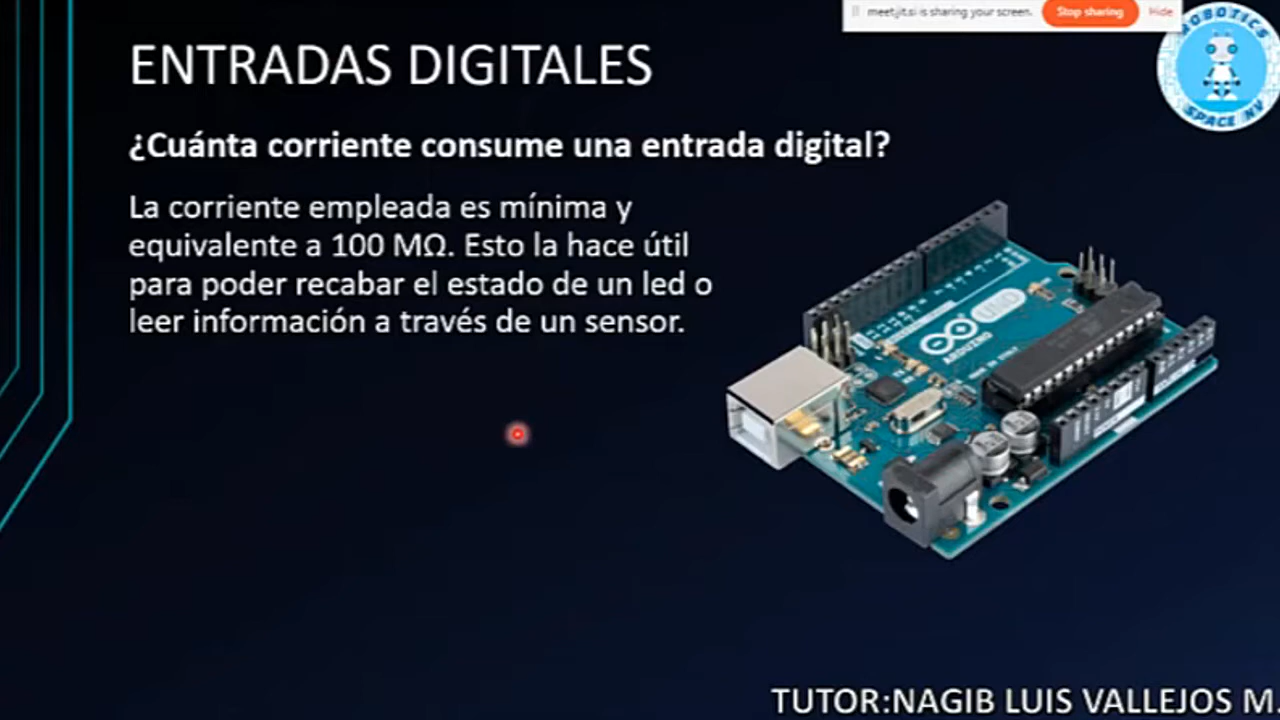 meet.jit.si is sharing your screen. Stop sharing Hide
ROBOTICS
SPACE NV
ENTRADAS DIGITALES
¿Cuánta corriente consume una entrada digital?
La corriente empleada es mínima y
equivalente a 100 MΩ. Esto la hace útil
para poder recabar el estado de un led o
leer información a través de un sensor.
UNO
ARDUINO
TUTOR:NAGIB LUIS VALLEJOS M.